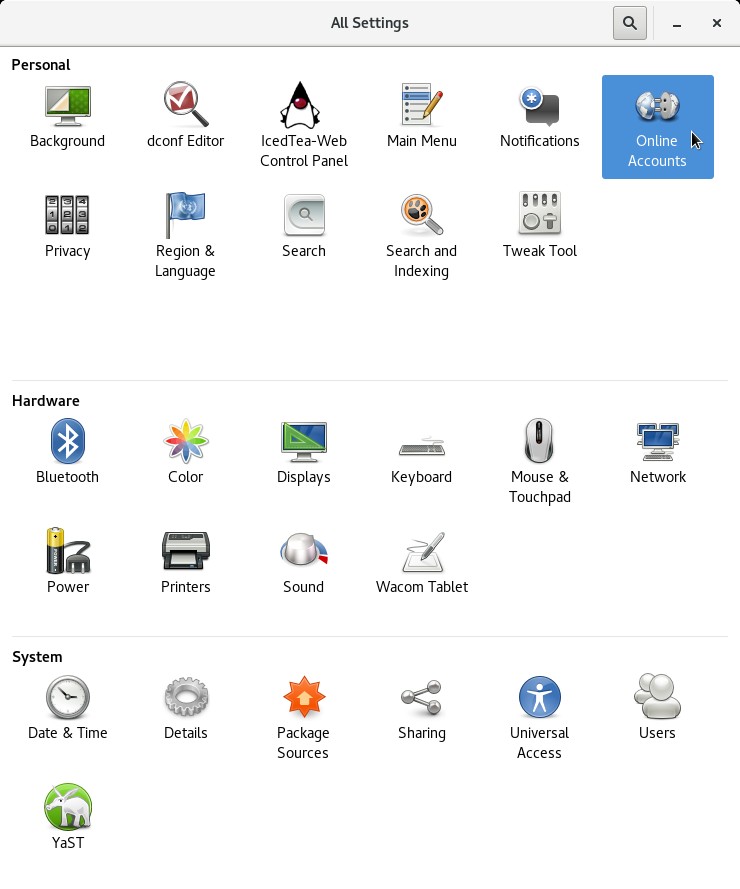 All Settings
Personal
Background
dconf Editor
IcedTea-Web
Control Panel
Main Menu
Notifications
Online
Accounts
Privacy
Region &
Language
Search
Search and
Indexing
Tweak Tool
Hardware
Bluetooth
Color
Displays
Keyboard
Mouse &
Touchpad
Network
Power
Printers
Sound
Wacom Tablet
System
Date & Time
Details
Package
Sources
Sharing
Universal
Access
Users
YaST